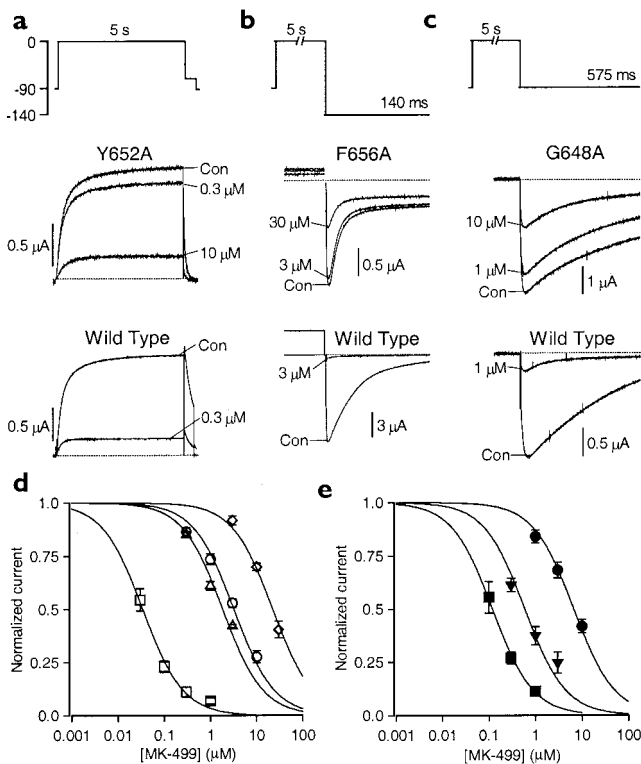 a
b
c
5 s
5 s
5 s
0
-90
-140
140 ms
575 ms
Y652A
F656A
G648A
Con
0.3 μM
10 μM
0.5 μA
30 μM
3 μM
Con
0.5 μA
10 μM
1 μM
Con
1 μA
Wild Type
Wild Type
Wild Type
Con
0.3 μM
0.5 μA
3 μM
Con
3 μA
1 μM
Con
0.5 μA
d
e
Normalized current
1.0
0.75
0.5
0.25
0.0
0.001 0.01 0.1 1 10 100
[MK-499] (μM)
Normalized current
1.0
0.75
0.5
0.25
0.0
0.001 0.01 0.1 1 10 100
[MK-499] (μM)